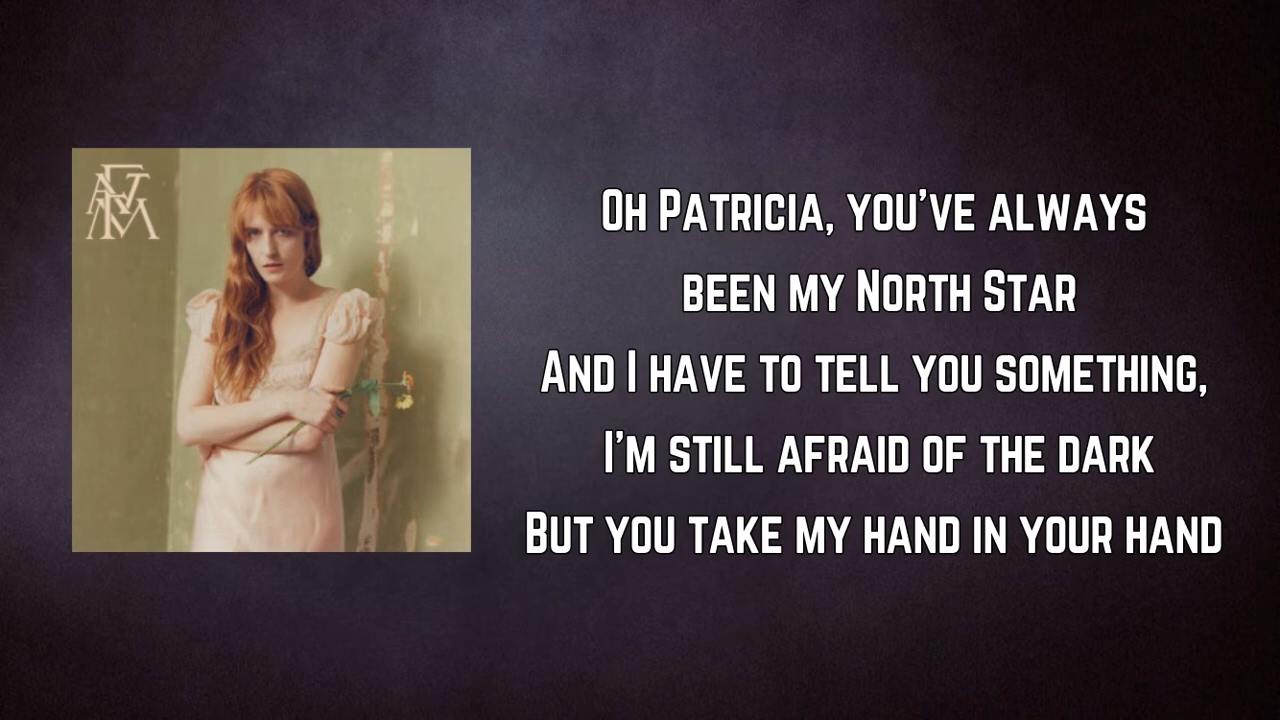 Oh Patricia, you've always
been my North Star
And I have to tell you something,
I'm still afraid of the dark
But you take my hand in your hand